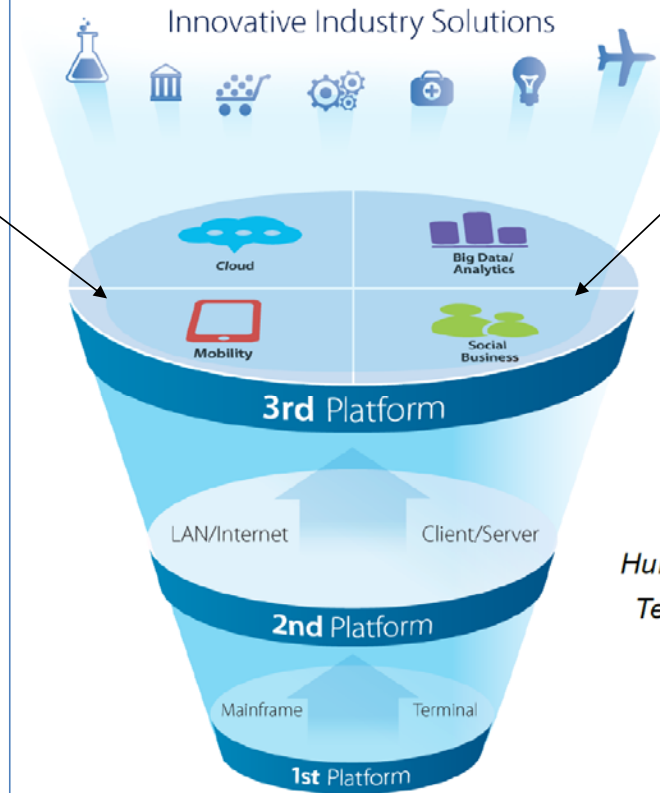 Innovative Industry Solutions
Cloud
Big Data/
Analytics
Mobility
Social
Business
3rd Platform
LAN/Internet
Client/Server
2nd Platform
Mainframe
Terminal
1st Platform